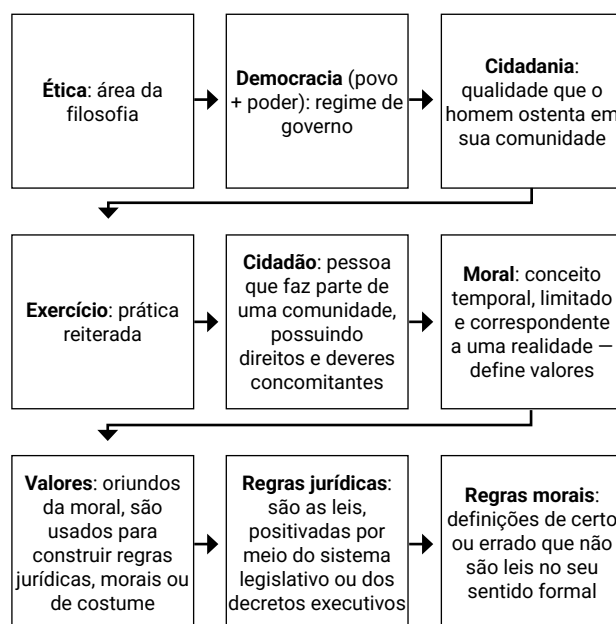 Ética: área da
filosofia
Democracia (povo
+ poder): regime de
governo
Cidadania:
qualidade que o
homem ostenta em
sua comunidade
Exercício: prática
reiterada
Cidadão: pessoa
que faz parte de
uma comunidade,
possuindo
direitos e deveres
concomitantes
Moral: conceito
temporal, limitado
e correspondente
a uma realidade —
define valores
Valores: oriundos
da moral, são
usados para
construir regras
jurídicas, morais ou
de costume
Regras jurídicas:
são as leis,
positivadas por
meio do sistema
legislativo ou dos
decretos executivos
Regras morais:
definições de certo
ou errado que não
são leis no seu
sentido formal